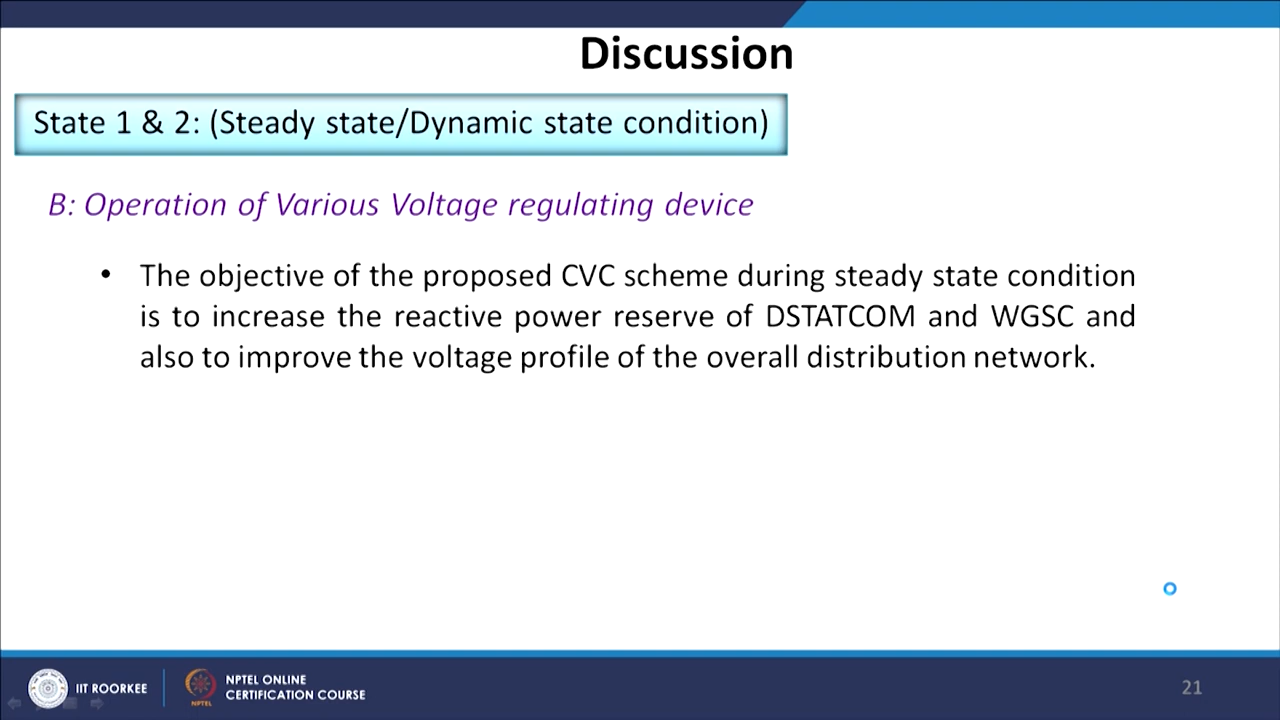 Discussion
State 1 & 2: (Steady state/Dynamic state condition)
B: Operation of Various Voltage regulating device
• The objective of the proposed CVC scheme during steady state condition
is to increase the reactive power reserve of DSTATCOM and WGSC and
also to improve the voltage profile of the overall distribution network.
IIT ROORKEE
NPTEL
NPTEL ONLINE
CERTIFICATION COURSE
21